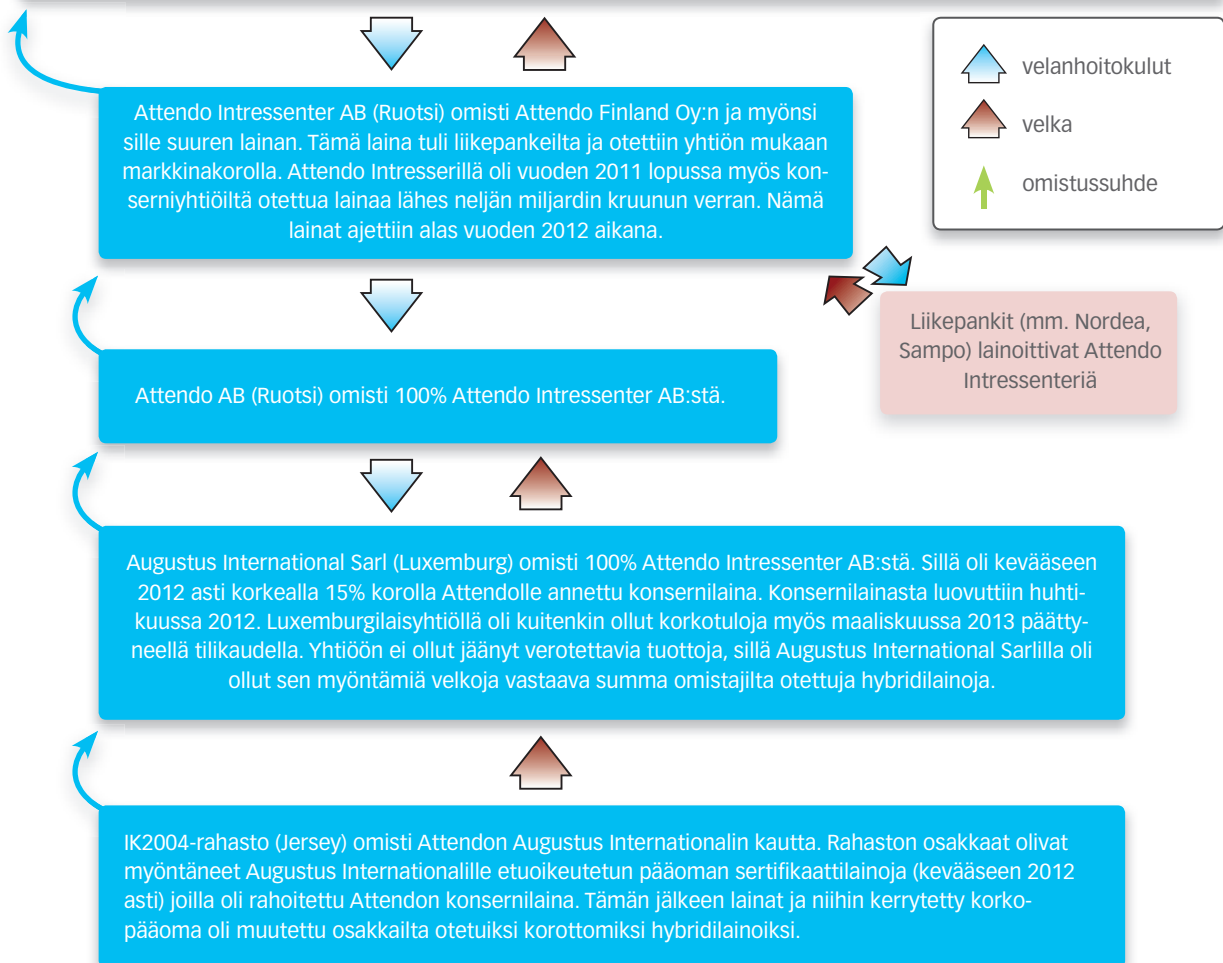 velanhoitokulut
velka
omistussuhde
Attendo Intressenter AB (Ruotsi) omisti Attendo Finland Oy:n ja myönsi
sille suuren lainan. Tämä laina tuli liikepankeilta ja otettiin yhtiön mukaan
markkinakorolla. Attendo Intresserillä oli vuoden 2011 lopussa myös kon-
serniyhtiöiltä otettua lainaa lähes neljän miljardin kruunun verran. Nämä
lainat ajettiin alas vuoden 2012 aikana.
Liikepankit (mm. Nordea,
Sampo) lainoittivat Attendo
Intressenteriä
Attendo AB (Ruotsi) omisti 100% Attendo Intressenter AB:stä.
Augustus International Sarl (Luxemburg) omisti 100% Attendo Intressenter AB:stä. Sillä oli kevääseen
2012 asti korkealla 15% korolla Attendolle annettu konsernilaina. Konsernilainasta luovuttiin huhti-
kuussa 2012. Luxemburgilaisyhtiöllä oli kuitenkin ollut korkotuloja myös maaliskuussa 2013 päätty-
neellä tilikaudella. Yhtiöön ei ollut jäänyt verotettavia tuottoja, sillä Augustus International Sarlilla oli
ollut sen myöntämiä velkoja vastaava summa omistajilta otettuja hybridilainoja.
IK2004-rahasto (Jersey) omisti Attendon Augustus Internationalin kautta. Rahaston osakkaat olivat
myöntäneet Augustus Internationalille etuoikeutetun pääoman sertifikaattilainoja (kevääseen 2012
asti) joilla oli rahoitettu Attendon konsernilaina. Tämän jälkeen lainat ja niihin kerrytetty korko-
pääoma oli muutettu osakkailta otetuiksi korottomiksi hybridilainoiksi.